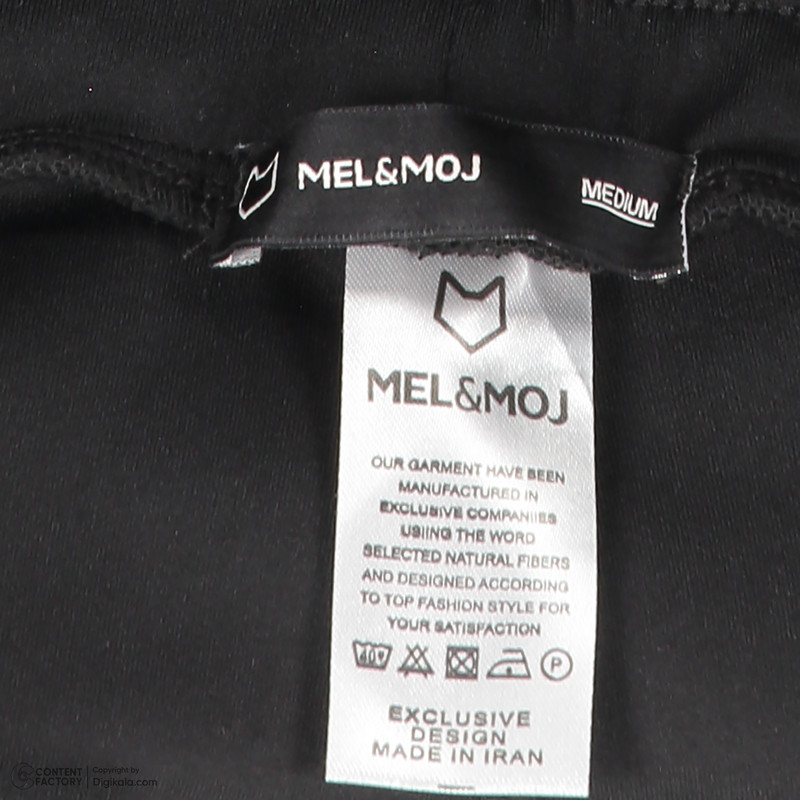 MEL&MOJ
MEDIUM
MEL&MOJ
OUR GARMENT HAVE BEEN
MANUFACTURED IN
EXCLUSIVE COMPANIIES
USIING THE WORD
SELECTED NATURAL FIBERS
AND DESIGNED ACCORDING
TO TOP FASHION STYLE FOR
YOUR SATISFACTION
40
P
EXCLUSIVE
DESIGN
MADE IN IRAN
CONTENT FACTORY
Copyright by
Digikala.com